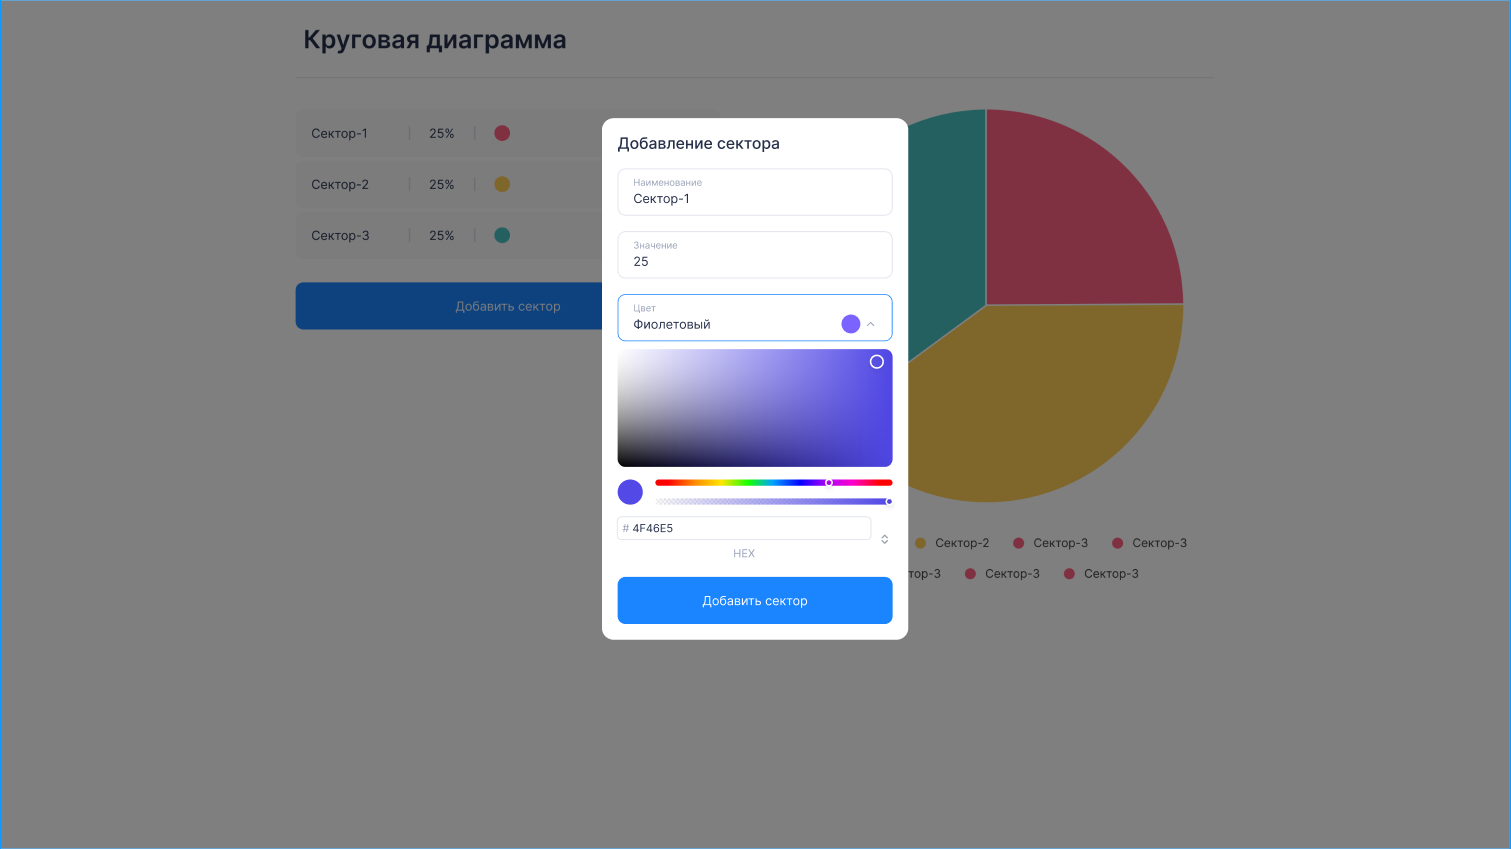 Круговая диаграмма
Сектор-1 25%
Сектор-2 25%
Сектор-3 25%
Добавить сектор
Добавление сектора
Наименование
Сектор-1
Значение
25
Цвет
Фиолетовый
# 4F46E5
HEX
Добавить сектор
Сектор-2 Сектор-3 Сектор-3
тор-3 Сектор-3 Сектор-3